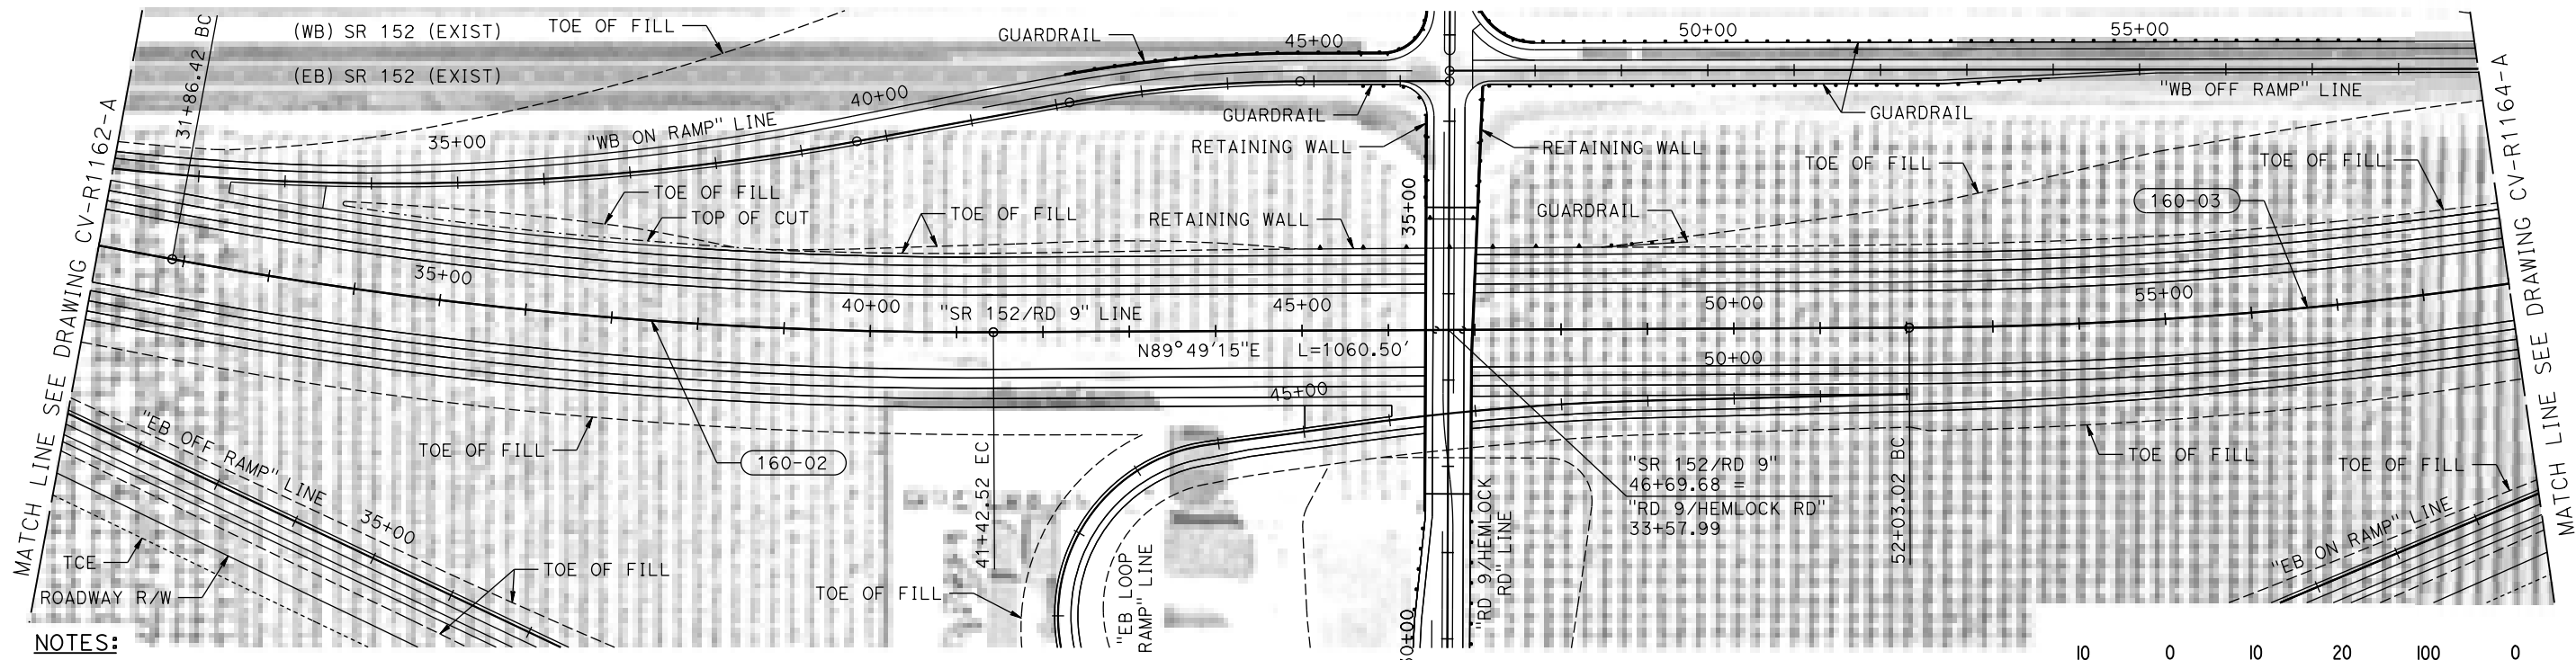 (WB) SR 152 (EXIST)
TOE OF FILL
GUARDRAIL
45+00
50+00
55+00
31+86.42 BC
(EB) SR 152 (EXIST)
40+00
"WB OFF RAMP" LINE
GUARDRAIL
GUARDRAIL
35+00
"WB ON RAMP" LINE
RETAINING WALL
RETAINING WALL
TOE OF FILL
TOE OF FILL
MATCH LINE SEE DRAWING CV-R1162-A
MATCH LINE SEE DRAWING CV-R1164-A
TOE OF FILL
TOP OF CUT
TOE OF FILL
RETAINING WALL
35+00
GUARDRAIL
160-03
35+00
40+00
"SR 152/RD 9" LINE
45+00
50+00
55+00
N89°49'15"E
L=1060.50'
50+00
45+00
"EB OFF RAMP" LINE
TOE OF FILL
160-02
41+42.52 EC
"SR 152/RD 9"
46+69.68 =
"RD 9/HEMLOCK RD"
33+57.99
52+03.02 BC
TOE OF FILL
TOE OF FILL
"RD 9/HEMLOCK
RD" LINE
35+00
TCE
TOE OF FILL
ROADWAY R/W
TOE OF FILL
"EB LOOP
RAMP" LINE
"EB ON RAMP" LINE
NOTES:
10
0
10
20
100
0